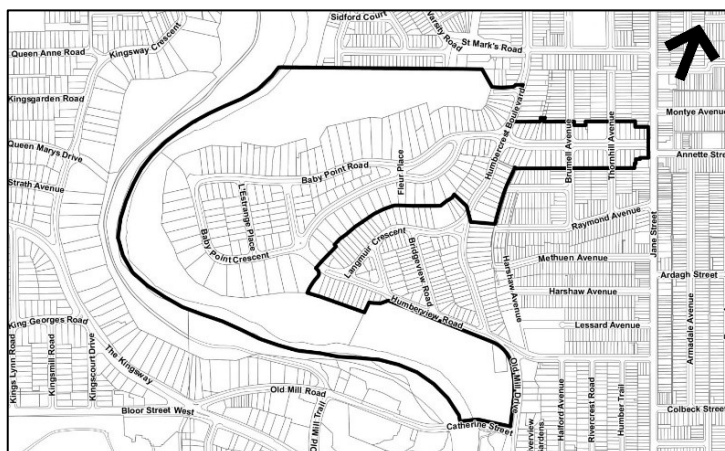 Sidford Court
Varsity Road
St Mark's Road
Kingsway Crescent
Queen Anne Road
Kingsgarden Road
Montye Avenue
Humbercrest Boulevard
Brumell Avenue
Thornhill Avenue
Annette Stre
Queen Marys Drive
Strath Avenue
Baby Point Road
Fleur Place
L'Estrange Place
Baby Point Crescent
Raymond Avenue
Jane Street
Langmuir Crescent
Bridgeview Road
Harshaw Avenue
Methuen Avenue
Ardagh Street
Harshaw Avenue
Humberview Road
Armadale Avenue
Lessard Avenue
King Georges Road
Kings Lynn Road
Kingsmill Road
Kingscourt Drive
The Kingsway
Old Mill Road
Old Mill Trail
Old Mill Drive
Bloor Street West
Catherine Street
Halford Avenue
Rivercrest Road
Humber Trail
Colbeck Street
erview
Gardens